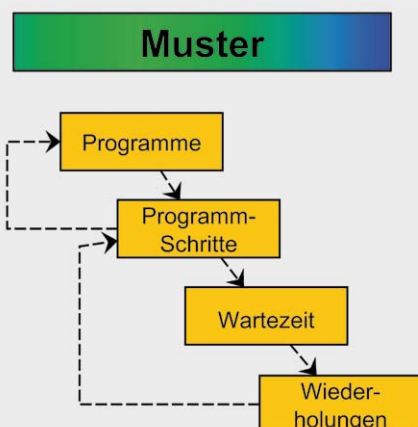 Muster
Programme
Programm-
Schritte
Wartezeit
Wieder-
holungen